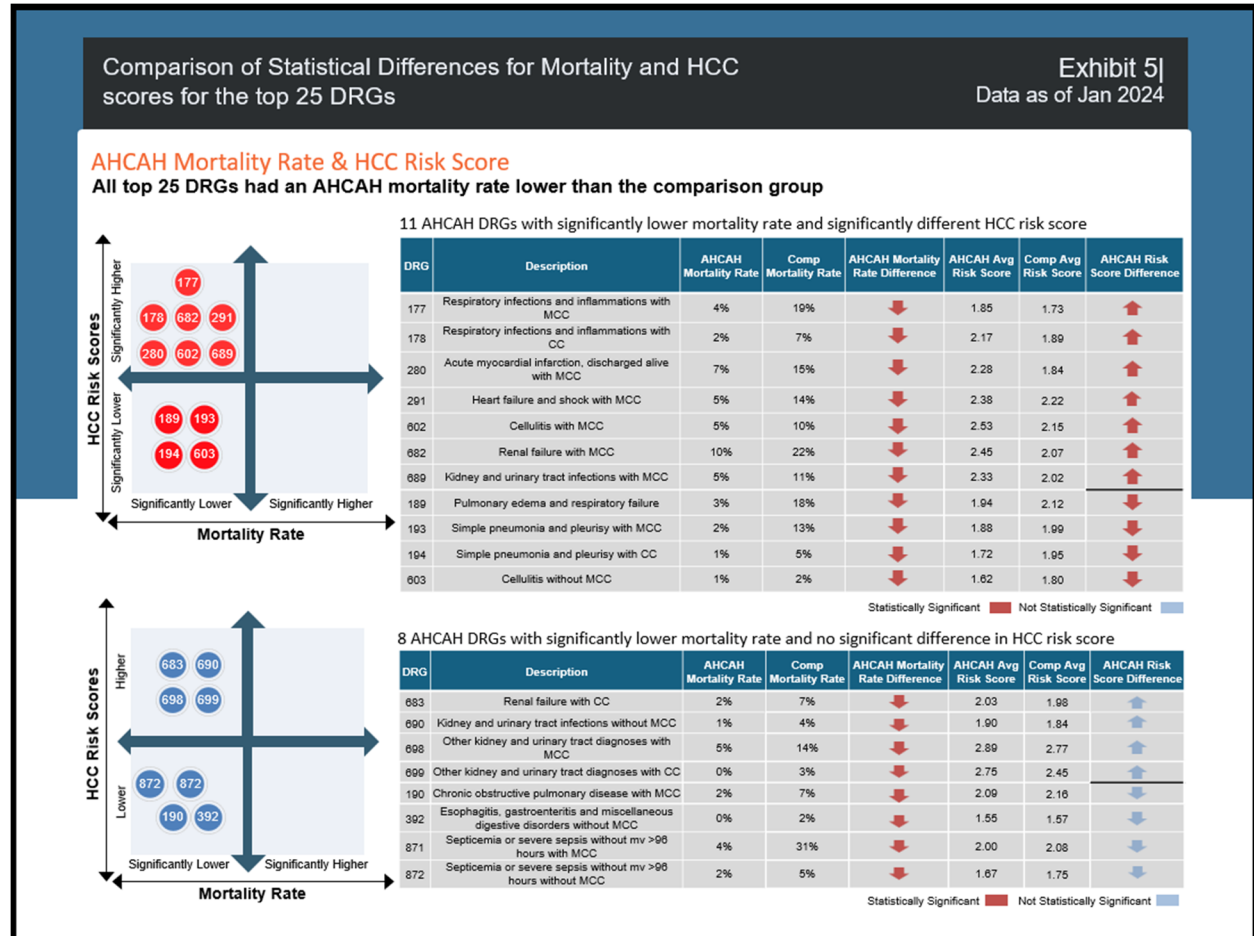 Comparison of Statistical Differences for Mortality and HCC
scores for the top 25 DRGs
Exhibit 5|
Data as of Jan 2024
AHCAH Mortality Rate & HCC Risk Score
All top 25 DRGs had an AHCAH mortality rate lower than the comparison group
HCC Risk Scores
Significantly Higher
Significantly Lower
177
178 682 291
280 602 689
189 193
194 603
Significantly Lower Significantly Higher
Mortality Rate
11 AHCAH DRGs with significantly lower mortality rate and significantly different HCC risk score
DRG Description AHCAH Mortality Rate Comp Mortality Rate AHCAH Mortality Rate Difference AHCAH Avg Risk Score Comp Avg Risk Score AHCAH Risk Score Difference
177 Respiratory infections and inflammations with MCC 4% 19% 1.85 1.73
178 Respiratory infections and inflammations with CC 2% 7% 2.17 1.89
280 Acute myocardial infarction, discharged alive with MCC 7% 15% 2.28 1.84
291 Heart failure and shock with MCC 5% 14% 2.38 2.22
602 Cellulitis with MCC 5% 10% 2.53 2.15
682 Renal failure with MCC 10% 22% 2.45 2.07
689 Kidney and urinary tract infections with MCC 5% 11% 2.33 2.02
189 Pulmonary edema and respiratory failure 3% 18% 1.94 2.12
193 Simple pneumonia and pleurisy with MCC 2% 13% 1.88 1.99
194 Simple pneumonia and pleurisy with CC 1% 5% 1.72 1.95
603 Cellulitis without MCC 1% 2% 1.62 1.80
Statistically Significant Not Statistically Significant
HCC Risk Scores
Higher
Lower
683 690
698 699
872 872
190 392
Significantly Lower Significantly Higher
Mortality Rate
8 AHCAH DRGs with significantly lower mortality rate and no significant difference in HCC risk score
DRG Description AHCAH Mortality Rate Comp Mortality Rate AHCAH Mortality Rate Difference AHCAH Avg Risk Score Comp Avg Risk Score AHCAH Risk Score Difference
683 Renal failure with CC 2% 7% 2.03 1.98
690 Kidney and urinary tract infections without MCC 1% 4% 1.90 1.84
698 Other kidney and urinary tract diagnoses with MCC 5% 14% 2.89 2.77
699 Other kidney and urinary tract diagnoses with CC 0% 3% 2.75 2.45
190 Chronic obstructive pulmonary disease with MCC 2% 7% 2.09 2.16
392 Esophagitis, gastroenteritis and miscellaneous digestive disorders without MCC 0% 2% 1.55 1.57
871 Septicemia or severe sepsis without mv >96 hours with MCC 4% 31% 2.00 2.08
872 Septicemia or severe sepsis without mv >96 hours without MCC 2% 5% 1.67 1.75
Statistically Significant Not Statistically Significant